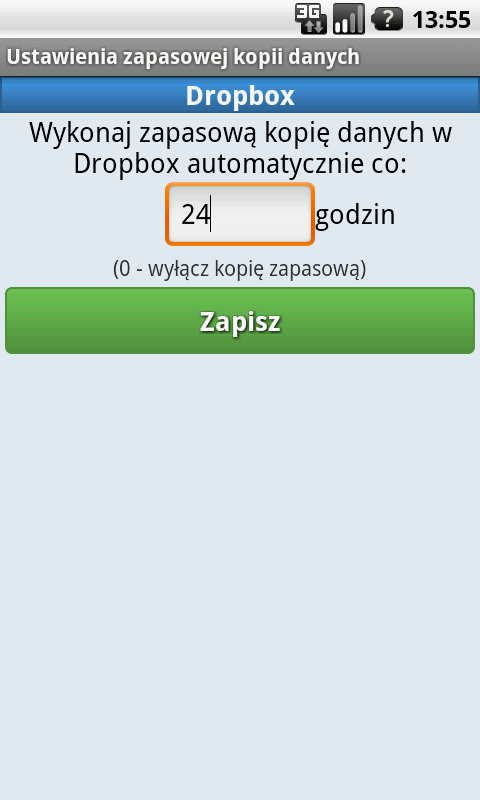 3G ? 13:55
Ustawienia zapasowej kopii danych
Dropbox
Wykonaj zapasową kopię danych w
Dropbox automatycznie co:
24 godzin
(0 - wyłącz kopię zapasową)
Zapisz